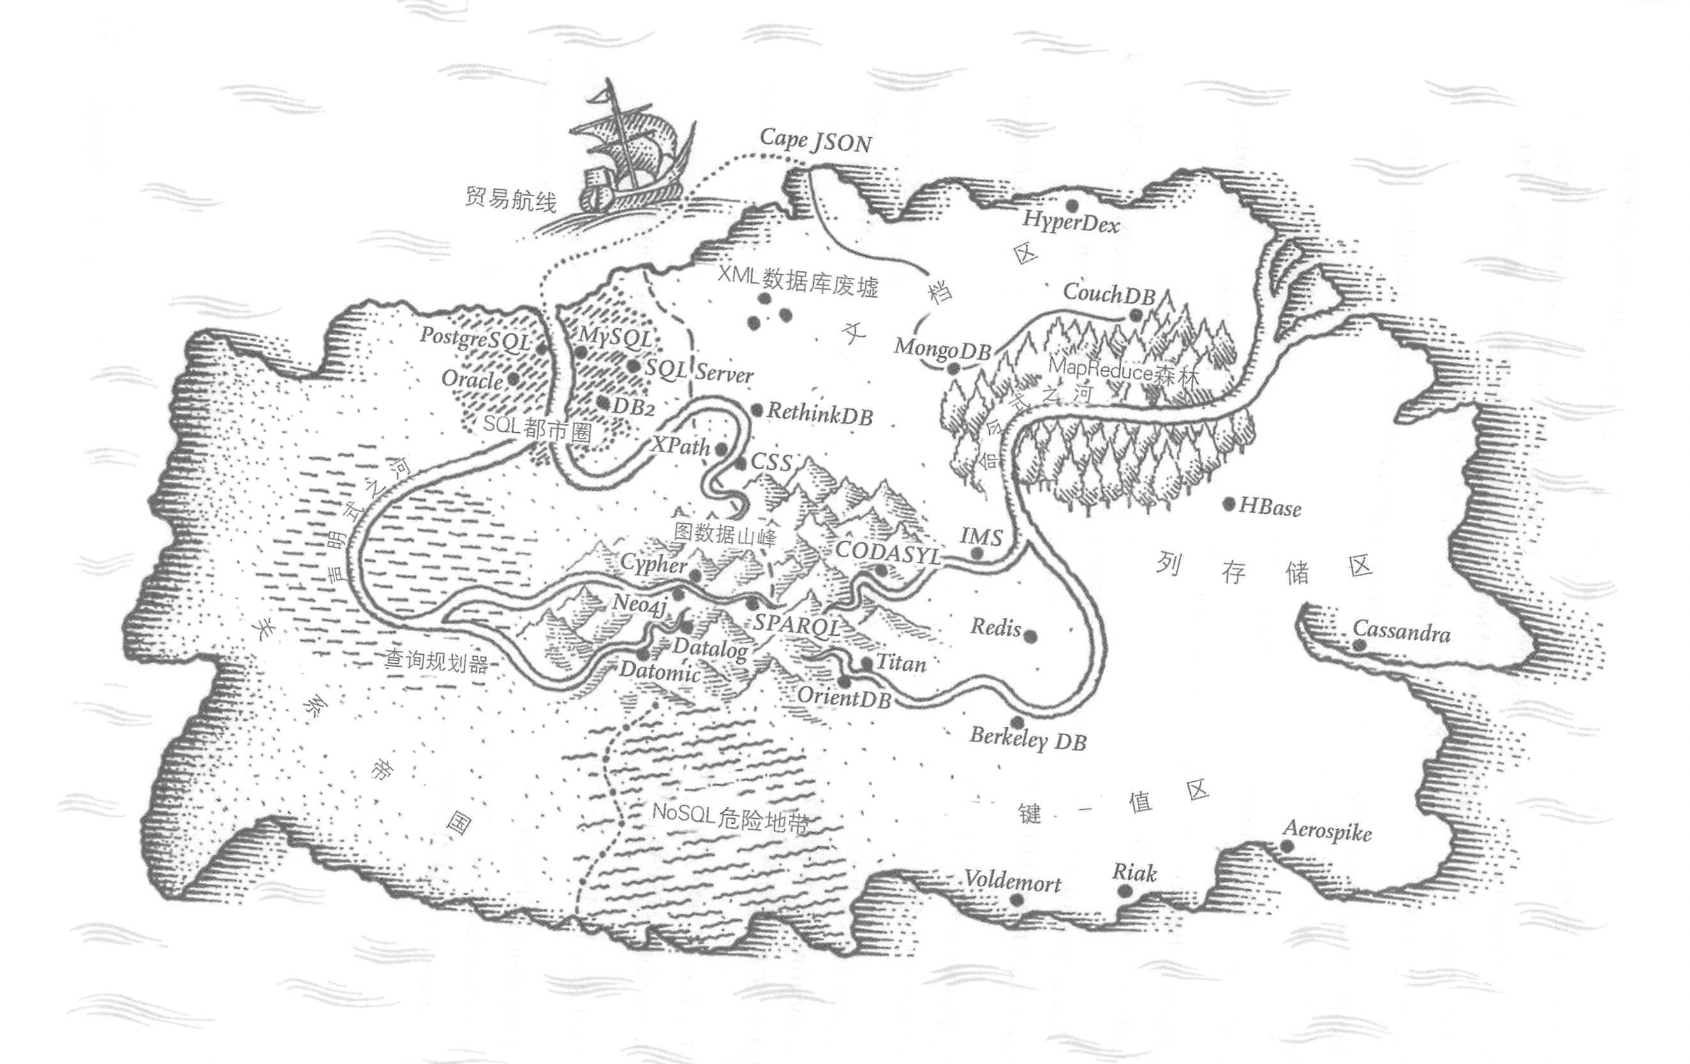 Cape JSON
贸易航线
HyperDex
文档区
XML数据库废墟
CouchDB
PostgreSQL
MySQL
MongoDB
SQL Server
MapReduce森林
Oracle
DB2
RethinkDB
SQL都市圈
命令式之河
XPath
CSS
声明式之河
HBase
图数据山峰
IMS
CODASYL
列存储区
Cypher
Neo4j
SPARQL
Redis
Cassandra
Datalog
查询规划器
Datomic
Titan
OrientDB
Berkeley DB
关系帝国
NoSQL危险地带
键-值区
Aerospike
Voldemort
Riak